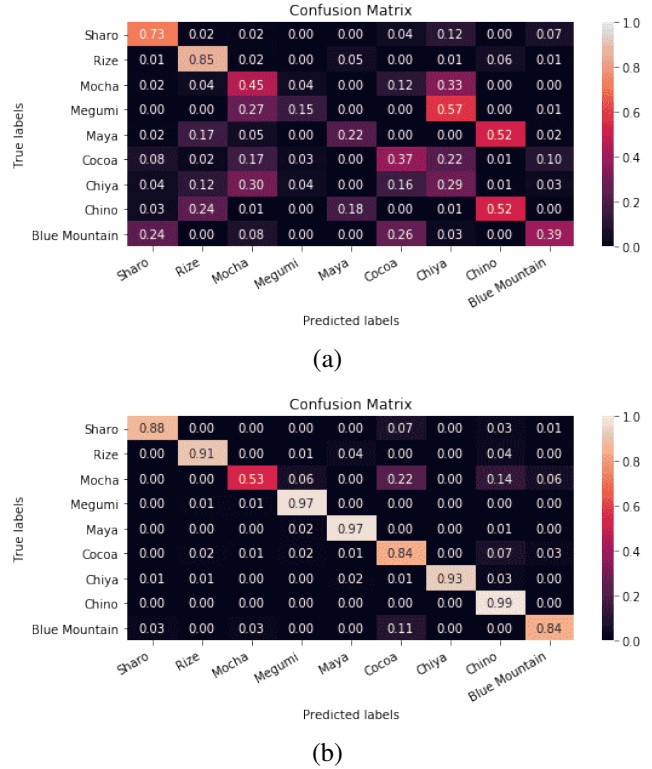 Confusion Matrix
Sharo 0.73 0.02 0.02 0.00 0.00 0.04 0.12 0.00 0.07 1.0
Rize 0.01 0.85 0.02 0.00 0.05 0.00 0.01 0.06 0.01
Mocha 0.02 0.04 0.45 0.04 0.00 0.12 0.33 0.00 0.00 0.8
Megumi 0.00 0.00 0.27 0.15 0.00 0.00 0.57 0.00 0.01
Maya 0.02 0.17 0.05 0.00 0.22 0.00 0.00 0.52 0.02 0.6
Cocoa 0.08 0.02 0.17 0.03 0.00 0.37 0.22 0.01 0.10 0.4
Chiya 0.04 0.12 0.30 0.04 0.00 0.16 0.29 0.01 0.03
Chino 0.03 0.24 0.01 0.00 0.18 0.00 0.01 0.52 0.00 0.2
Blue Mountain 0.24 0.00 0.08 0.00 0.00 0.26 0.03 0.00 0.39 0.0
True labels
Sharo Rize Mocha Megumi Maya Cocoa Chiya Chino Blue Mountain
Predicted labels
(a)
Confusion Matrix
Sharo 0.88 0.00 0.00 0.00 0.00 0.07 0.00 0.03 0.01 1.0
Rize 0.00 0.91 0.00 0.01 0.04 0.00 0.00 0.04 0.00
Mocha 0.00 0.00 0.53 0.06 0.00 0.22 0.00 0.14 0.06 0.8
Megumi 0.00 0.01 0.01 0.97 0.00 0.00 0.00 0.00 0.00
Maya 0.00 0.00 0.00 0.02 0.97 0.00 0.00 0.01 0.00 0.6
Cocoa 0.00 0.02 0.01 0.02 0.01 0.84 0.00 0.07 0.03 0.4
Chiya 0.01 0.01 0.00 0.00 0.02 0.01 0.93 0.03 0.00
Chino 0.00 0.00 0.00 0.00 0.00 0.00 0.00 0.99 0.00 0.2
Blue Mountain 0.03 0.00 0.03 0.00 0.00 0.11 0.00 0.00 0.84 0.0
True labels
Sharo Rize Mocha Megumi Maya Cocoa Chiya Chino Blue Mountain
Predicted labels
(b)